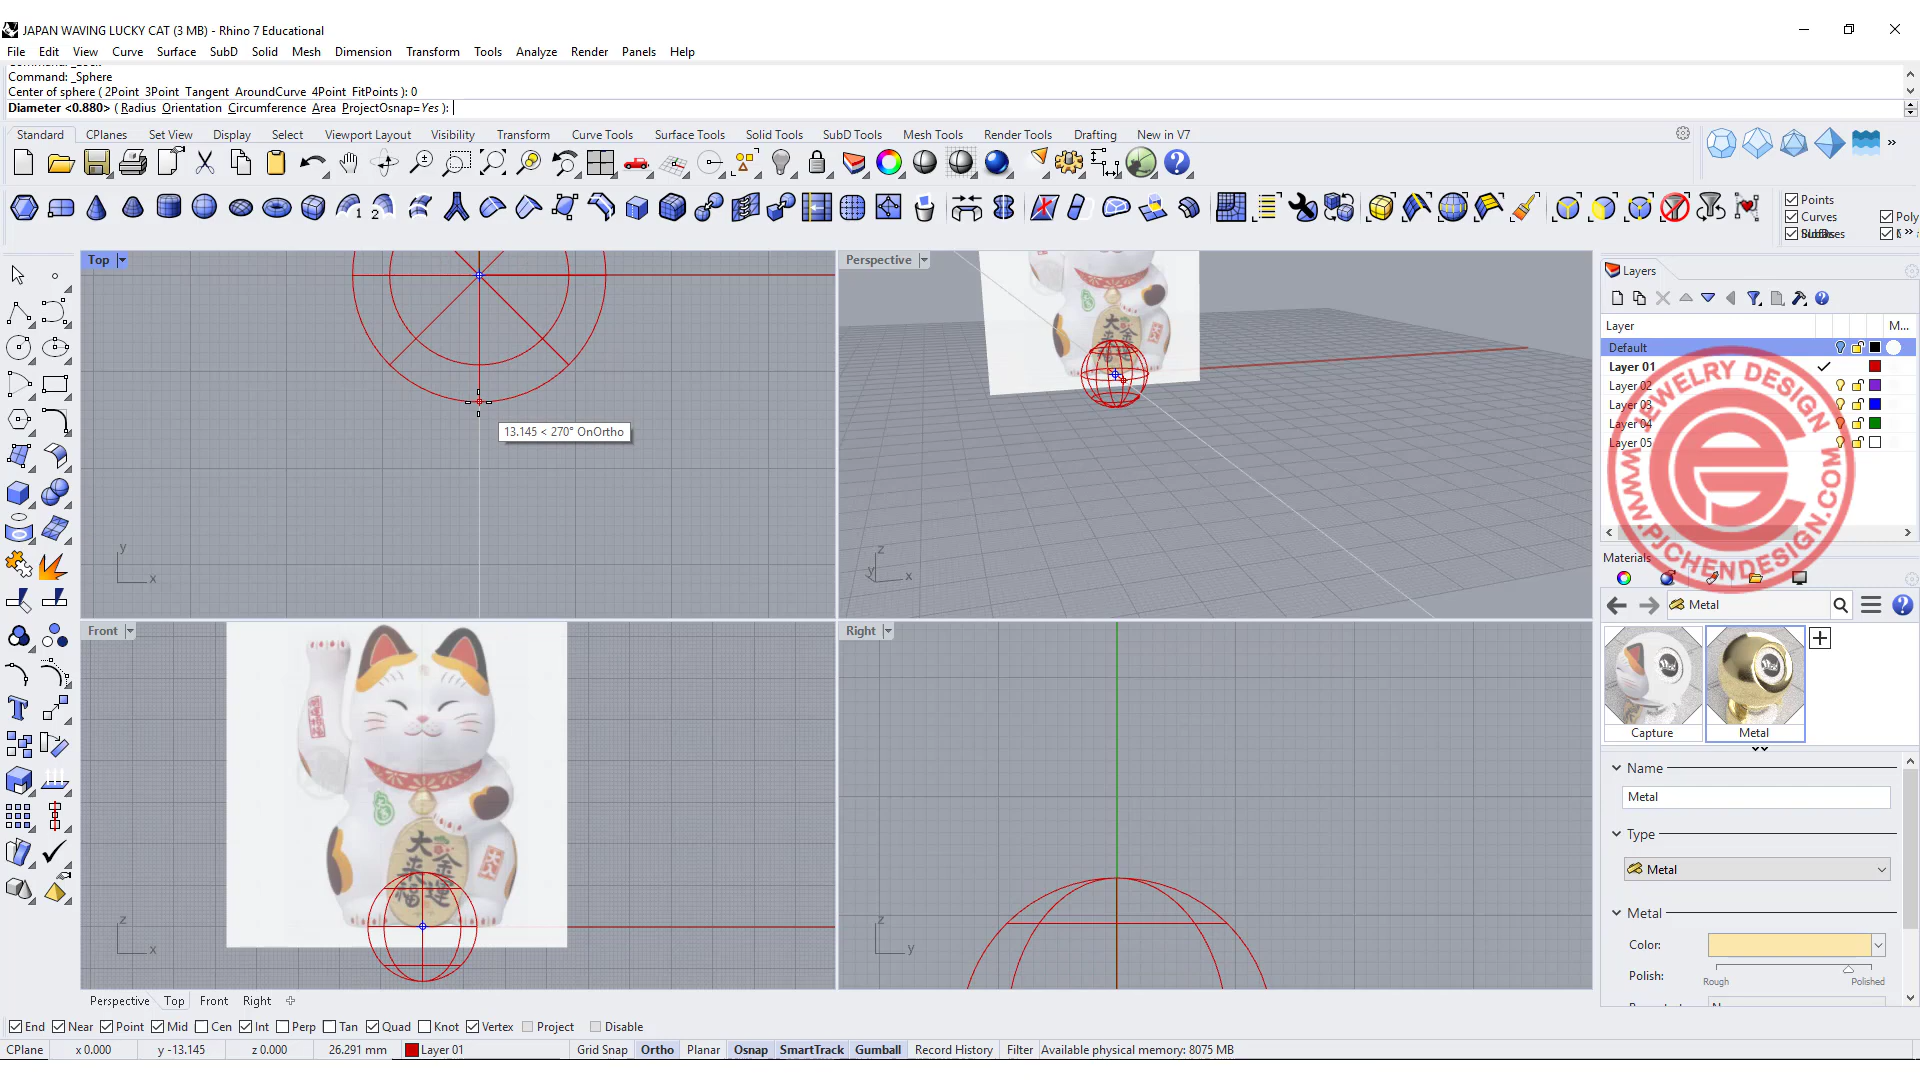 JAPAN WAVING LUCKY CAT (3 MB) - Rhino 7 Educational
File Edit View Curve Surface SubD Solid Mesh Dimension Transform Tools Analyze Render Panels Help
Command: _Sphere
Center of sphere ( 2Point 3Point Tangent AroundCurve 4Point FitPoints ): 0
Diameter <0.880> ( Radius Orientation Circumference Area ProjectOsnap=Yes ):
Standard CPlanes Set View Display Select Viewport Layout Visibility Transform Curve Tools Surface Tools Solid Tools SubD Tools Mesh Tools Render Tools Drafting New in V7
Points
Curves Poly
Top
Perspective
Layers
Layer M...
Default
Layer 01
Layer 02
Layer 03
Layer 04
Layer 05
JEWELRY DESIGN
WWW.PJCHENDESIGN.COM
13.145 < 270° OnOrtho
y
x
z
y x
Materials
Metal
Front
Right
Capture
Metal
Name
Metal
Type
Metal
Metal
Color:
Polish:
Rough Polished
大金
来運
福
z
x
z
y
Perspective Top Front Right
End Near Point Mid Cen Int Perp Tan Quad Knot Vertex Project Disable
CPlane x 0.000 y -13.145 z 0.000 26.291 mm Layer 01 Grid Snap Ortho Planar Osnap SmartTrack Gumball Record History Filter Available physical memory: 8075 MB